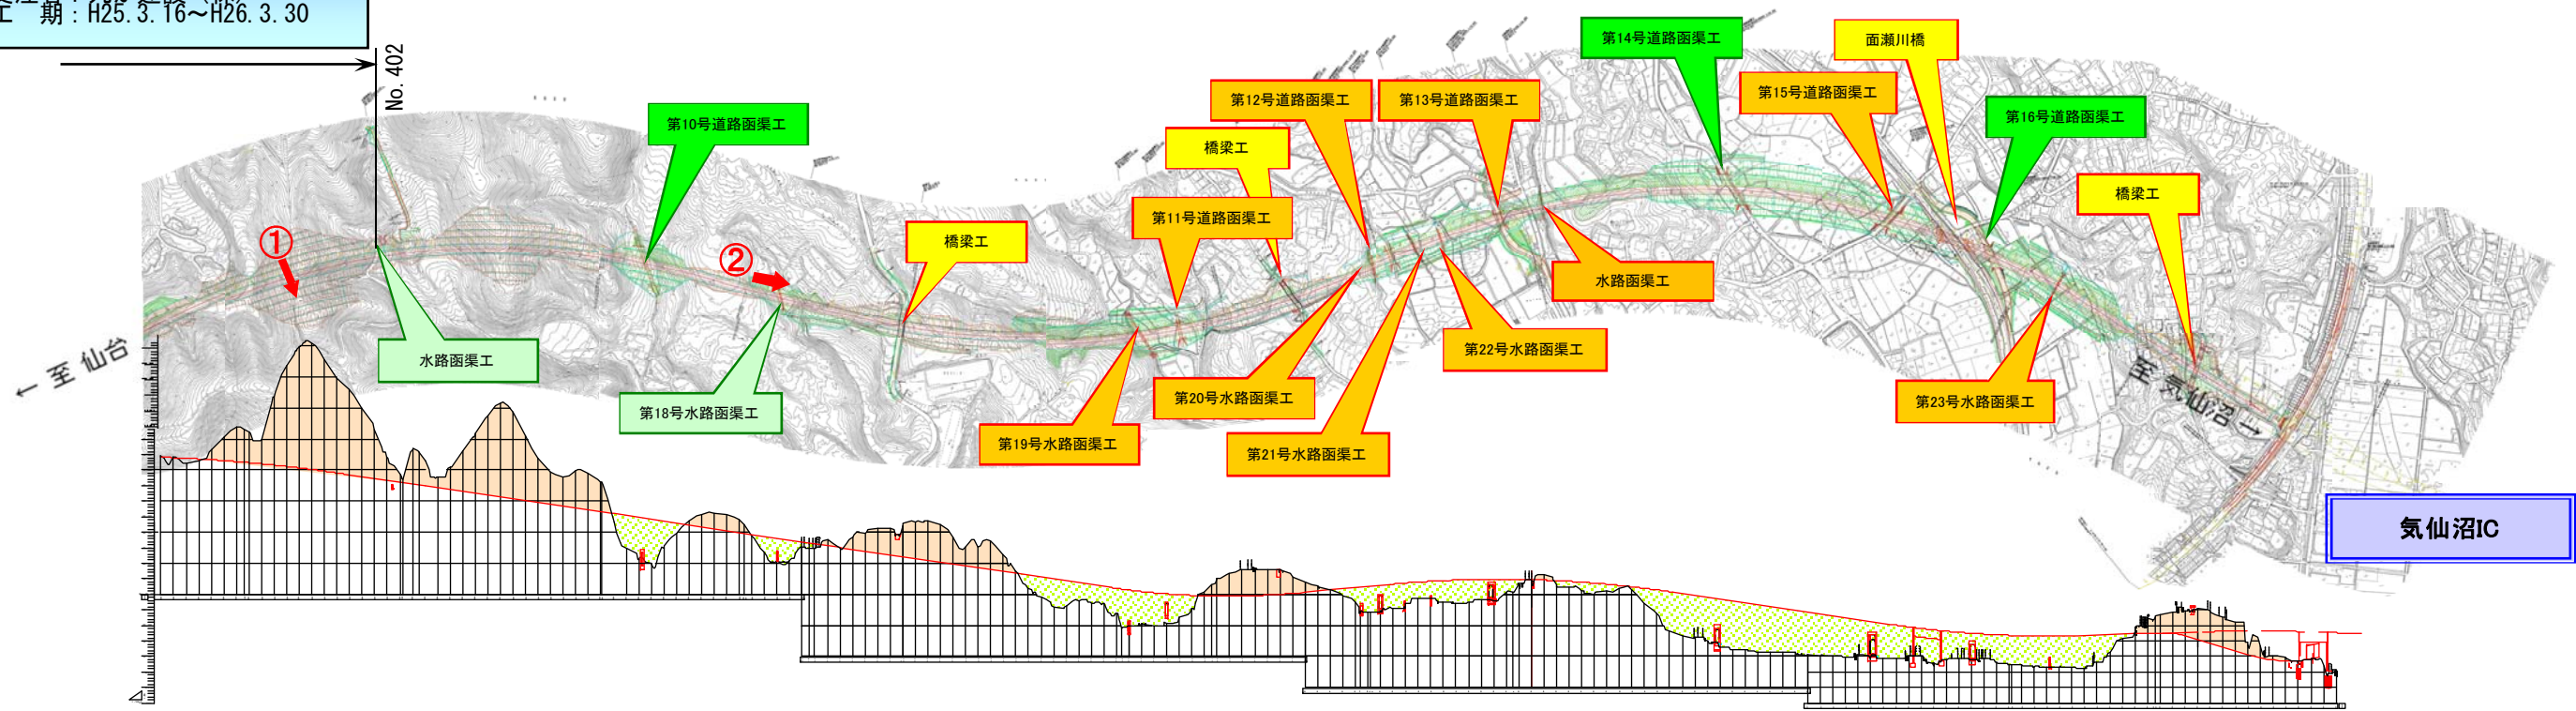 工　期：H25.3.16～H26.3.30
No.402
第14号道路函渠工
面瀬川橋
第12号道路函渠工
第13号道路函渠工
第15号道路函渠工
第10号道路函渠工
第16号道路函渠工
橋梁工
橋梁工
第11号道路函渠工
①
②
橋梁工
水路函渠工
← 至 仙台
水路函渠工
第22号水路函渠工
第18号水路函渠工
第20号水路函渠工
第23号水路函渠工
至 気仙沼 →
第19号水路函渠工
第21号水路函渠工
気仙沼IC